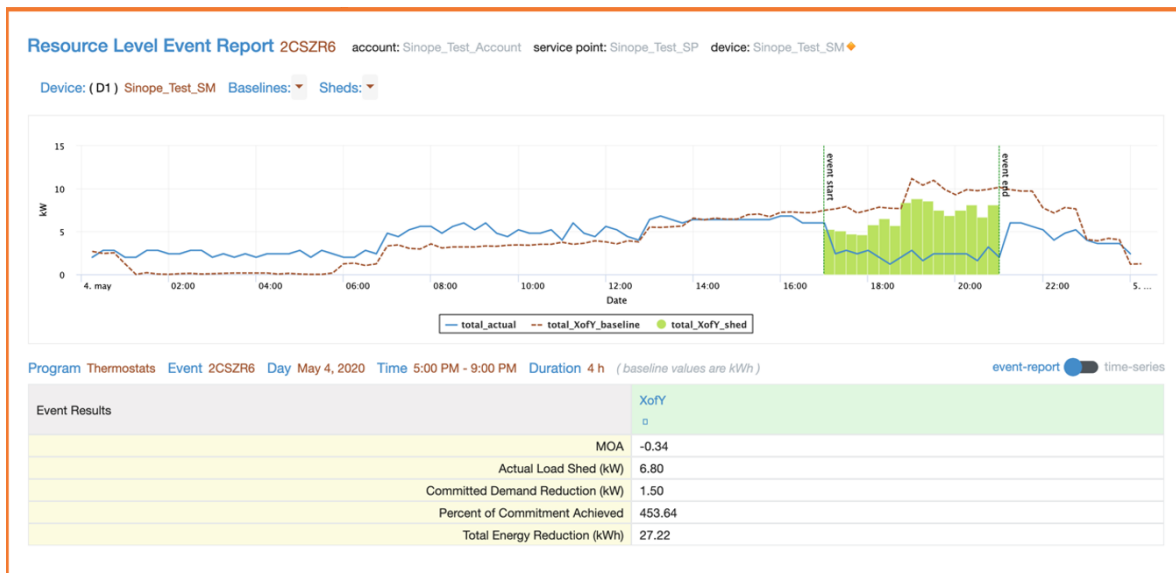 Resource Level Event Report 2CSZR6 account: Sinope_Test_Account service point: Sinope_Test_SP device: Sinope_Test_SM
Device: ( D1 ) Sinope_Test_SM Baselines: Sheds:
15
10
5
0
kW
event start
event end
4. may 02:00 04:00 06:00 08:00 10:00 12:00 14:00 16:00 18:00 20:00 22:00 5. ...
Date
total_actual total_XofY_baseline total_XofY_shed
Program Thermostats Event 2CSZR6 Day May 4, 2020 Time 5:00 PM - 9:00 PM Duration 4 h ( baseline values are kWh ) event-report time-series
Event Results XofY
MOA -0.34
Actual Load Shed (kW) 6.80
Committed Demand Reduction (kW) 1.50
Percent of Commitment Achieved 453.64
Total Energy Reduction (kWh) 27.22